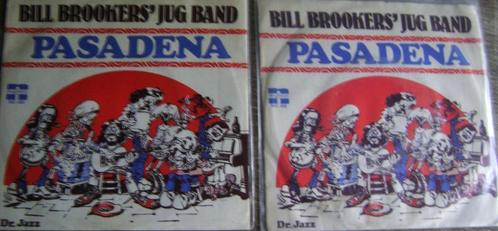 BILL BROOKERS' JUG BAND
PASADENA
Dr. Jazz
BILL BROOKERS' JUG BAND
PASADENA
Dr. Jazz